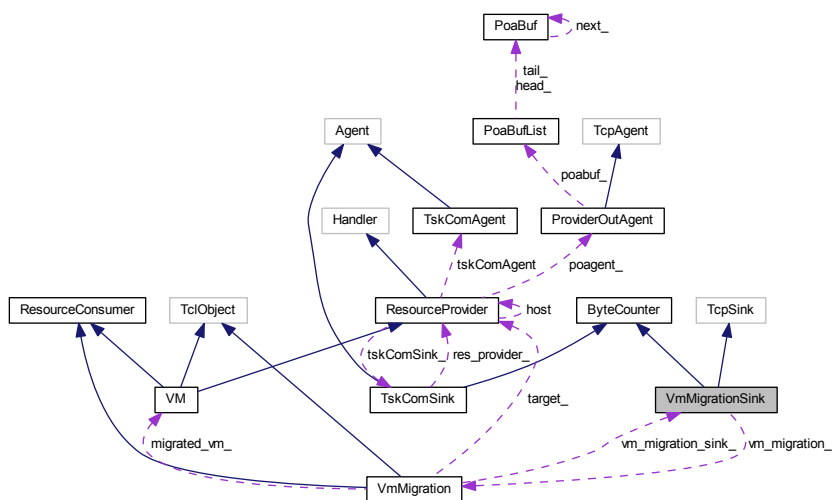 PoaBuf
next_
tail_
head_
Agent
PoaBufList
TcpAgent
poabuf_
Handler
TskComAgent
ProviderOutAgent
tskComAgent
poagent_
ResourceConsumer
TclObject
ResourceProvider
host
ByteCounter
TcpSink
tskComSink_
res_provider_
VM
TskComSink
target_
VmMigrationSink
migrated_vm_
vm_migration_sink_
vm_migration_
VmMigration